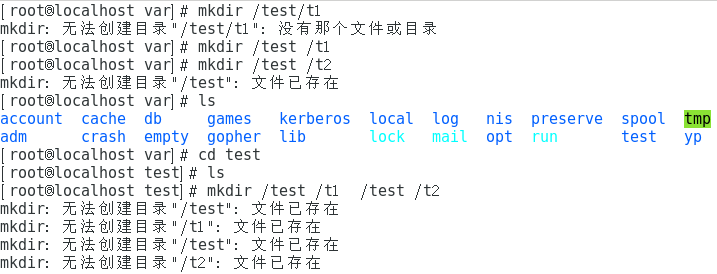 [root@localhost var]# mkdir /test/t1
mkdir: 无法创建目录"/test/t1": 没有那个文件或目录
[root@localhost var]# mkdir /test /t1
[root@localhost var]# mkdir /test /t2
mkdir: 无法创建目录"/test": 文件已存在
[root@localhost var]# ls
account  cache  db     games   kerberos  local  log   nis  preserve  spool  tmp
adm      crash  empty  gopher  lib       lock   mail  opt  run       test   yp
[root@localhost var]# cd test
[root@localhost test]# ls
[root@localhost test]# mkdir /test /t1  /test /t2
mkdir: 无法创建目录"/test": 文件已存在
mkdir: 无法创建目录"/t1": 文件已存在
mkdir: 无法创建目录"/test": 文件已存在
mkdir: 无法创建目录"/t2": 文件已存在